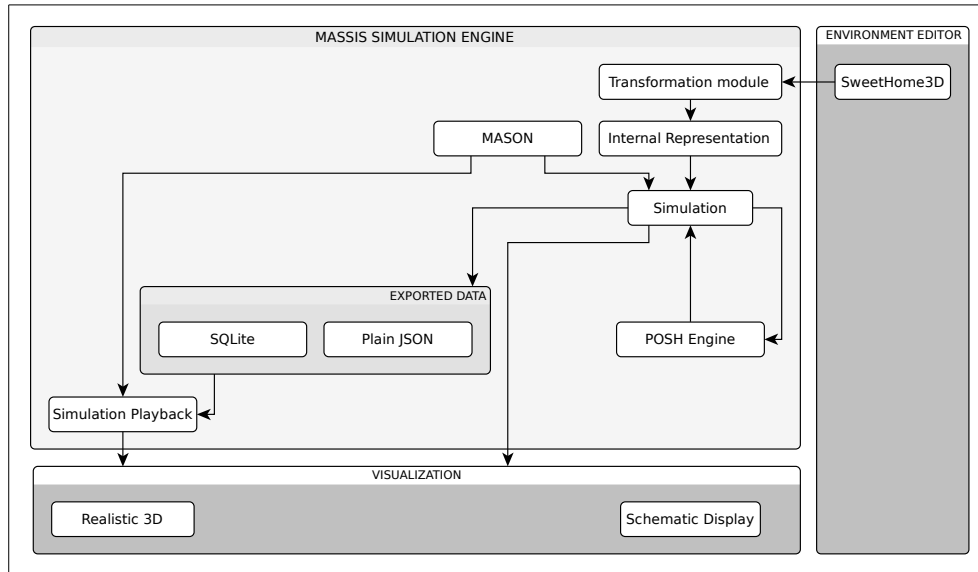 MASSIS SIMULATION ENGINE
ENVIRONMENT EDITOR
Transformation module
SweetHome3D
MASON
Internal Representation
Simulation
EXPORTED DATA
SQLite
Plain JSON
POSH Engine
Simulation Playback
VISUALIZATION
Realistic 3D
Schematic Display